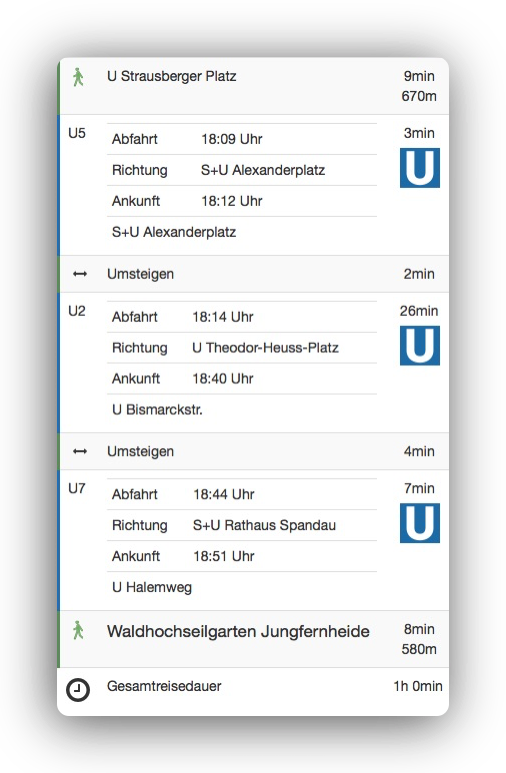 U Strausberger Platz 9min
670m
U5 3min
Abfahrt 18:09 Uhr
U
Richtung S+U Alexanderplatz
Ankunft 18:12 Uhr
S+U Alexanderplatz
Umsteigen 2min
U2 26min
Abfahrt 18:14 Uhr
U
Richtung U Theodor-Heuss-Platz
Ankunft 18:40 Uhr
U Bismarckstr.
Umsteigen 4min
U7 7min
Abfahrt 18:44 Uhr
U
Richtung S+U Rathaus Spandau
Ankunft 18:51 Uhr
U Halemweg
Waldhochseilgarten Jungfernheide 8min
580m
Gesamtreisedauer 1h 0min